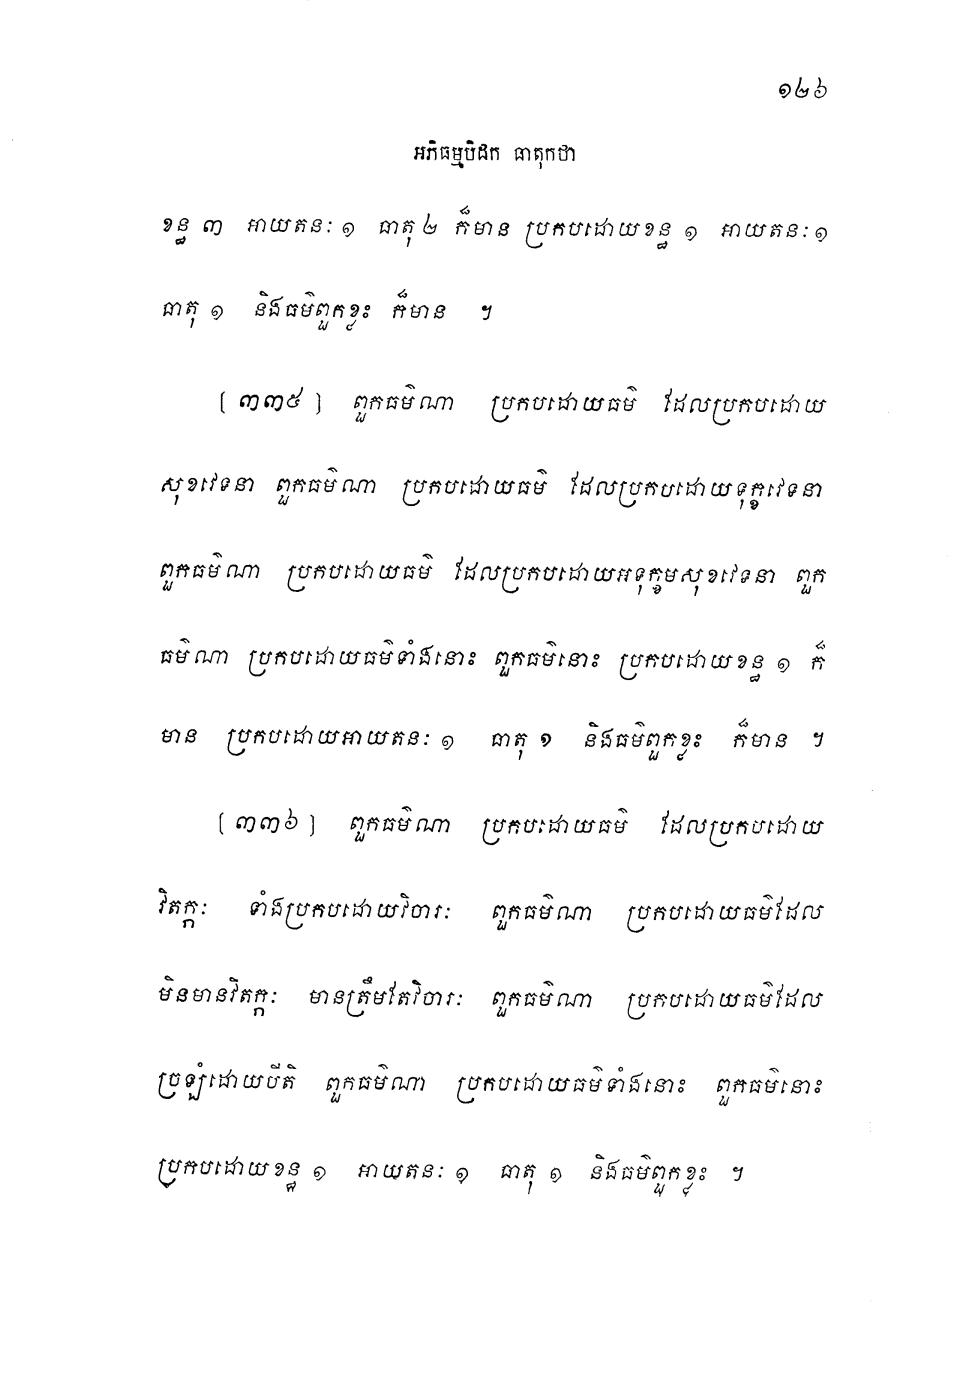 ១២៦
អភិធម្មបិដក ធាតុកថា
ខន្ធ ៣ អាយតនៈ ១ ធាតុ ២ ក៏មាន ប្រកបដោយខន្ធ ១ អាយតនៈ ១
ធាតុ ១ និងធម៌ពួកខ្លះ ក៏មាន ។
[ ៣៣៥ ] ពួកធម៌ណា ប្រកបដោយធម៌ ដែលប្រកបដោយ
សុខវេទនា ពួកធម៌ណា ប្រកបដោយធម៌ ដែលប្រកបដោយទុក្ខវេទនា
ពួកធម៌ណា ប្រកបដោយធម៌ ដែលប្រកបដោយអទុក្ខមសុខវេទនា ពួក
ធម៌ណា ប្រកបដោយធម៌ទាំងនោះ ពួកធម៌នោះ ប្រកបដោយខន្ធ ១ ក៏
មាន ប្រកបដោយអាយតនៈ ១ ធាតុ ១ និងធម៌ពួកខ្លះ ក៏មាន ។
[ ៣៣៦ ] ពួកធម៌ណា ប្រកបដោយធម៌ ដែលប្រកបដោយ
វិតក្កៈ ទាំងប្រកបដោយវិចារៈ ពួកធម៌ណា ប្រកបដោយធម៌ដែល
មិនមានវិតក្កៈ មានត្រឹមតែវិចារៈ ពួកធម៌ណា ប្រកបដោយធម៌ដែល
ច្រឡំដោយបីតិ ពួកធម៌ណា ប្រកបដោយធម៌ទាំងនោះ ពួកធម៌នោះ
ប្រកបដោយខន្ធ ១ អាយតនៈ ១ ធាតុ ១ និងធម៌ពួកខ្លះ ។